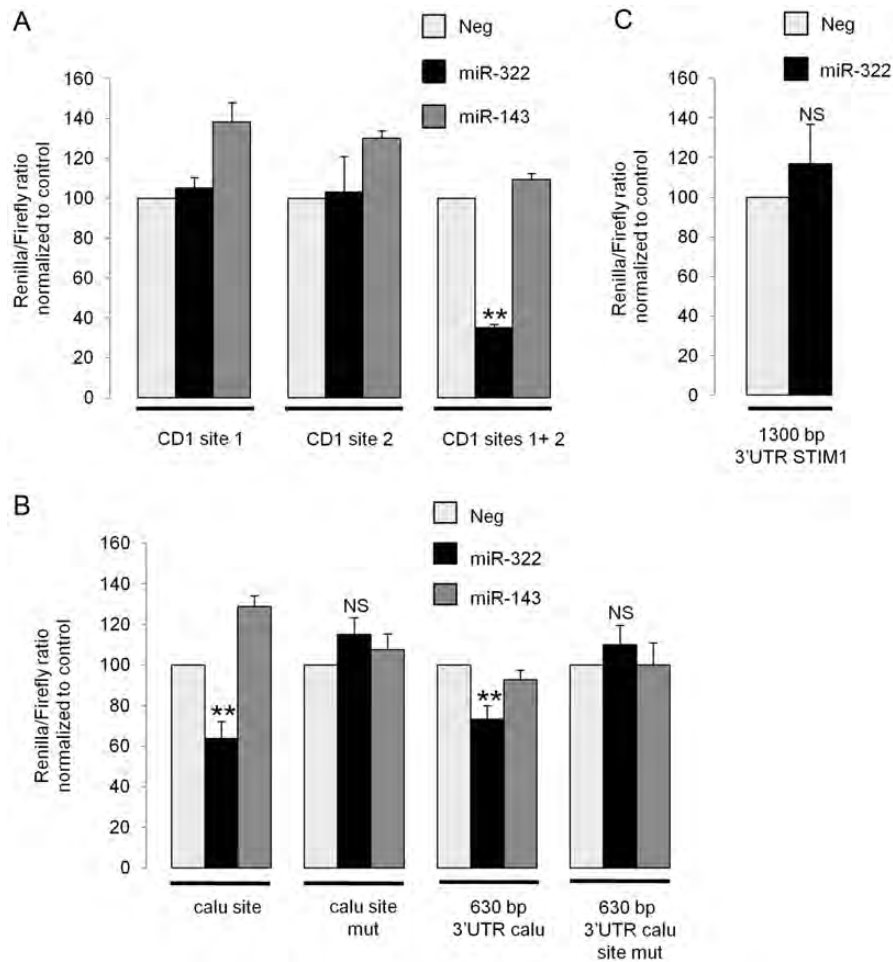 A
Neg
miR-322
miR-143
Renilla/Firefly ratio
normalized to control
160
140
120
100
80
60
40
20
0
**
CD1 site 1
CD1 site 2
CD1 sites 1+ 2
C
Neg
miR-322
Renilla/Firefly ratio
normalized to control
160
140
120
100
80
60
40
20
0
NS
1300 bp
3'UTR STIM1
B
Neg
miR-322
miR-143
Renilla/Firefly ratio
normalized to control
160
140
120
100
80
60
40
20
0
**
NS
**
NS
calu site
calu site
mut
630 bp
3'UTR calu
630 bp
3'UTR calu
site mut